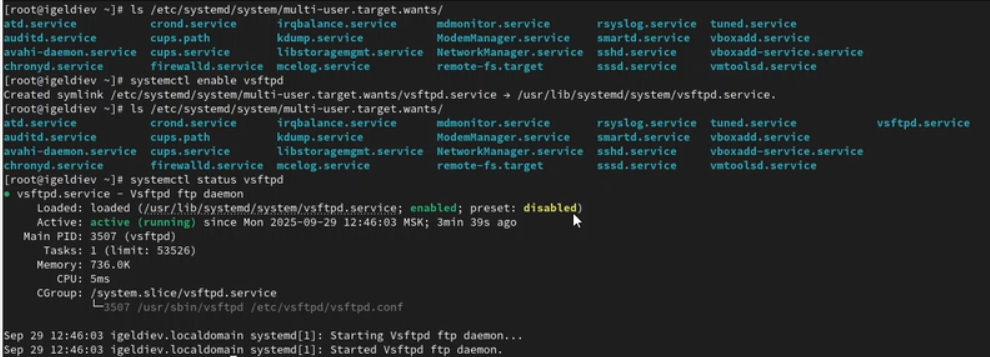 [root@igeldiev ~]# ls /etc/systemd/system/multi-user.target.wants/
atd.service crond.service irqbalance.service mdmonitor.service rsyslog.service tuned.service
auditd.service cups.path kdump.service ModemManager.service smartd.service vboxadd.service
avahi-daemon.service cups.service libstoragemgmt.service NetworkManager.service sshd.service vboxadd-service.service
chronyd.service firewalld.service mcelog.service remote-fs.target sssd.service vmtoolsd.service
[root@igeldiev ~]# systemctl enable vsftpd
Created symlink /etc/systemd/system/multi-user.target.wants/vsftpd.service → /usr/lib/systemd/system/vsftpd.service.
[root@igeldiev ~]# ls /etc/systemd/system/multi-user.target.wants/
atd.service crond.service irqbalance.service mdmonitor.service rsyslog.service tuned.service vsftpd.service
auditd.service cups.path kdump.service ModemManager.service smartd.service vboxadd.service
avahi-daemon.service cups.service libstoragemgmt.service NetworkManager.service sshd.service vboxadd-service.service
chronyd.service firewalld.service mcelog.service remote-fs.target sssd.service vmtoolsd.service
[root@igeldiev ~]# systemctl status vsftpd
● vsftpd.service - Vsftpd ftp daemon
Loaded: loaded (/usr/lib/systemd/system/vsftpd.service; enabled; preset: disabled)
Active: active (running) since Mon 2025-09-29 12:46:03 MSK; 3min 39s ago
Main PID: 3507 (vsftpd)
Tasks: 1 (limit: 53526)
Memory: 736.0K
CPU: 5ms
CGroup: /system.slice/vsftpd.service
└─3507 /usr/sbin/vsftpd /etc/vsftpd/vsftpd.conf
Sep 29 12:46:03 igeldiev.localdomain systemd[1]: Starting Vsftpd ftp daemon...
Sep 29 12:46:03 igeldiev.localdomain systemd[1]: Started Vsftpd ftp daemon.